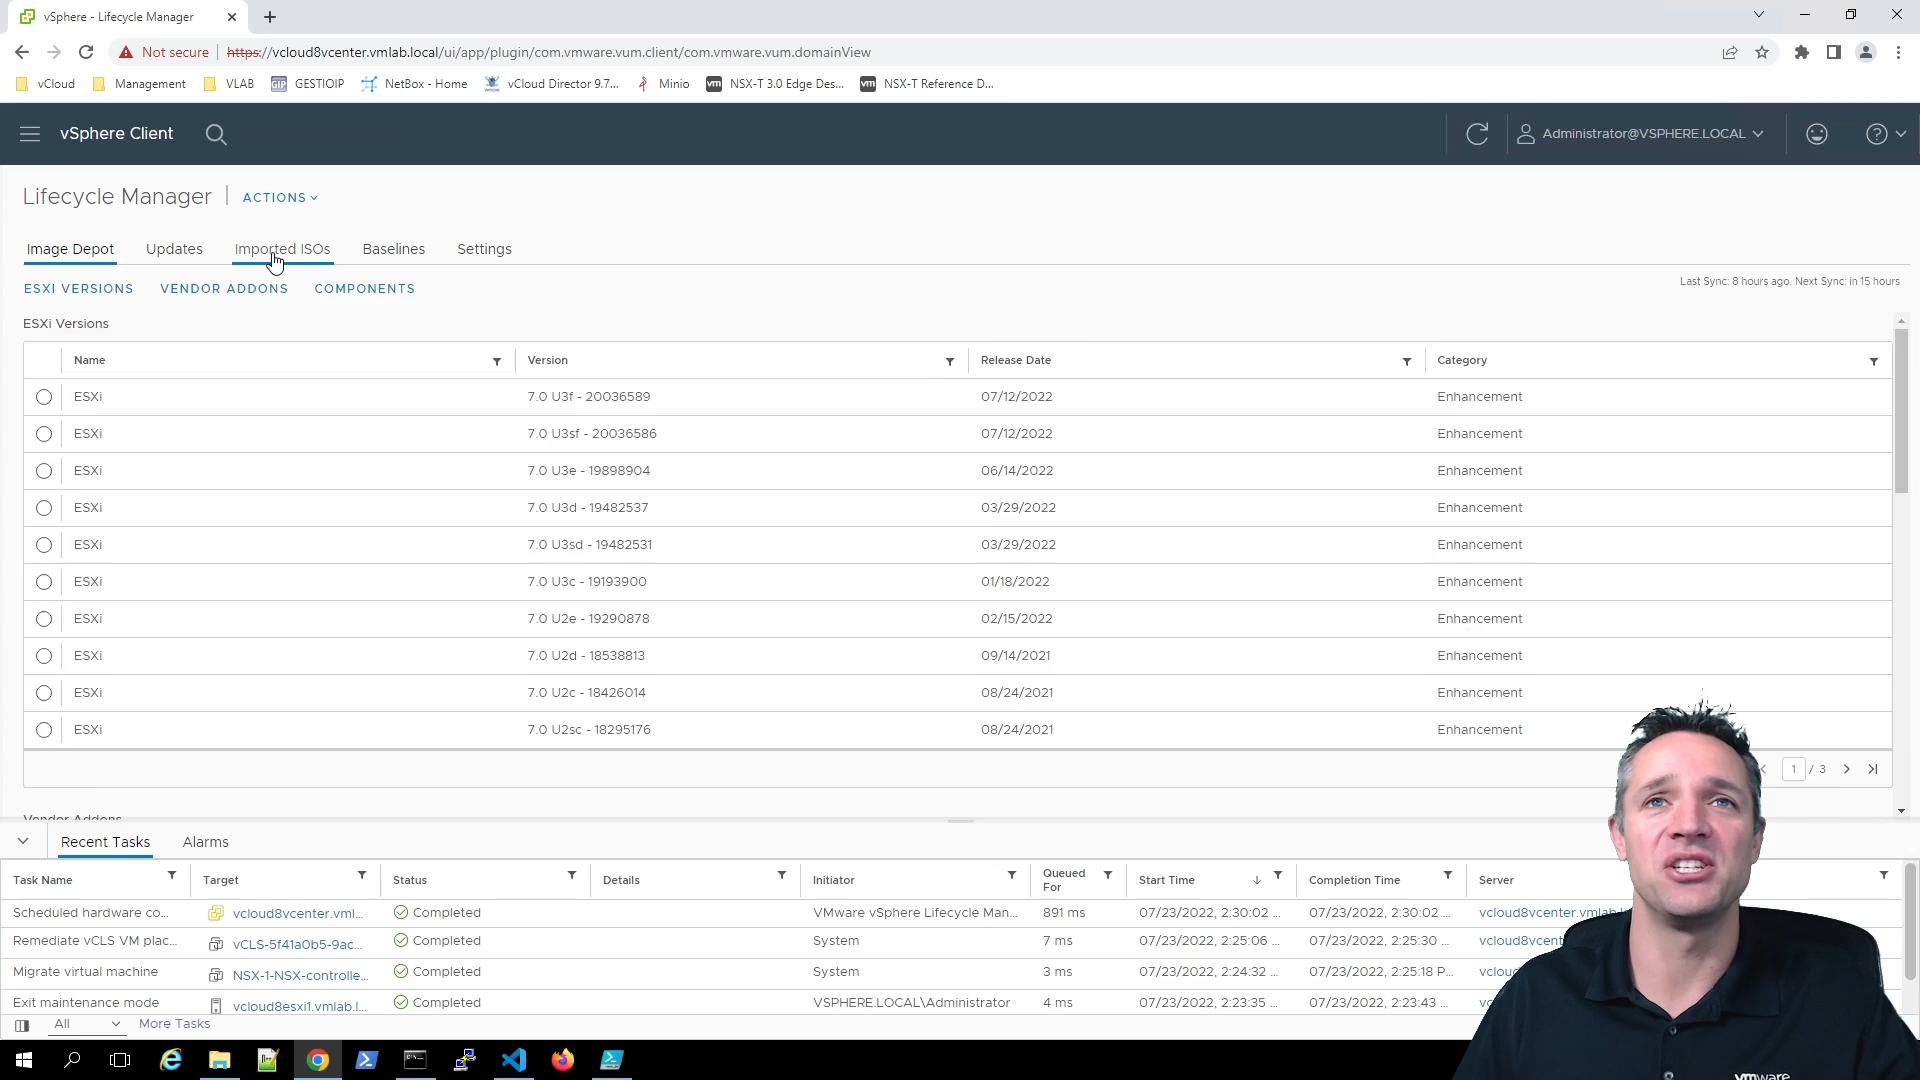 vSphere - Lifecycle Manager
Not secure
https://vcloud8vcenter.vmlab.local/ui/app/plugin/com.vmware.vum.client/com.vmware.vum.domainView
vCloud
Management
VLAB
GESTIOIP
NetBox - Home
vCloud Director 9.7...
Minio
NSX-T 3.0 Edge Des...
NSX-T Reference D...
vSphere Client
Administrator@VSPHERE.LOCAL
Lifecycle Manager
ACTIONS
Image Depot
Updates
Imported ISOs
Baselines
Settings
ESXI VERSIONS
VENDOR ADDONS
COMPONENTS
Last Sync: 8 hours ago. Next Sync: in 15 hours
ESXi Versions
Name Version Release Date Category
ESXi 7.0 U3f - 20036589 07/12/2022 Enhancement
ESXi 7.0 U3sf - 20036586 07/12/2022 Enhancement
ESXi 7.0 U3e - 19898904 06/14/2022 Enhancement
ESXi 7.0 U3d - 19482537 03/29/2022 Enhancement
ESXi 7.0 U3sd - 19482531 03/29/2022 Enhancement
ESXi 7.0 U3c - 19193900 01/18/2022 Enhancement
ESXi 7.0 U2e - 19290878 02/15/2022 Enhancement
ESXi 7.0 U2d - 18538813 09/14/2021 Enhancement
ESXi 7.0 U2c - 18426014 08/24/2021 Enhancement
ESXi 7.0 U2sc - 18295176 08/24/2021 Enhancement
1 / 3
Vendor Addons
Recent Tasks
Alarms
Task Name Target Status Details Initiator Queued For Start Time Completion Time Server
Scheduled hardware co... vcloud8vcenter.vml... Completed VMware vSphere Lifecycle Man... 891 ms 07/23/2022, 2:30:02 ... 07/23/2022, 2:30:02 ... vcloud8vcenter.vmlab.l
Remediate vCLS VM plac... vCLS-5f41a0b5-9ac... Completed System 7 ms 07/23/2022, 2:25:06 ... 07/23/2022, 2:25:30 ... vcloud8vcent
Migrate virtual machine NSX-1-NSX-controlle... Completed System 3 ms 07/23/2022, 2:24:32 ... 07/23/2022, 2:25:18 P... vcloud
Exit maintenance mode vcloud8esxi1.vmlab.l... Completed VSPHERE.LOCAL\Administrator 4 ms 07/23/2022, 2:23:35 ... 07/23/2022, 2:23:43 ... vc
All
More Tasks
vmware